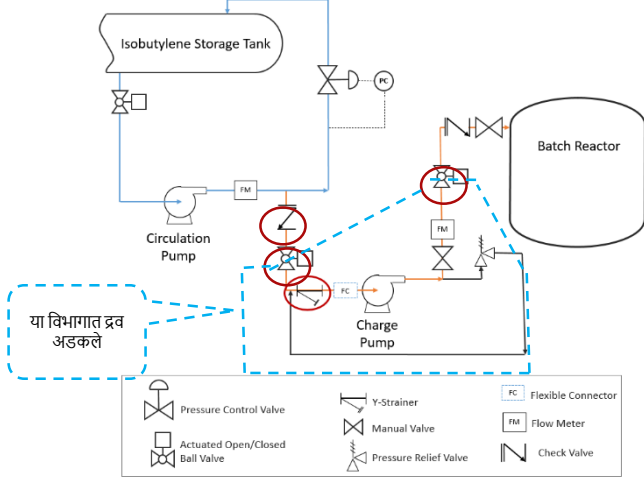 Isobutylene Storage Tank
PC
Batch Reactor
FM
Circulation
Pump
FM
FC
Charge
Pump
या विभागात द्रव
अडकले
Pressure Control Valve
Actuated Open/Closed
Ball Valve
Y-Strainer
Manual Valve
Pressure Relief Valve
FC
Flexible Connector
FM
Flow Meter
Check Valve